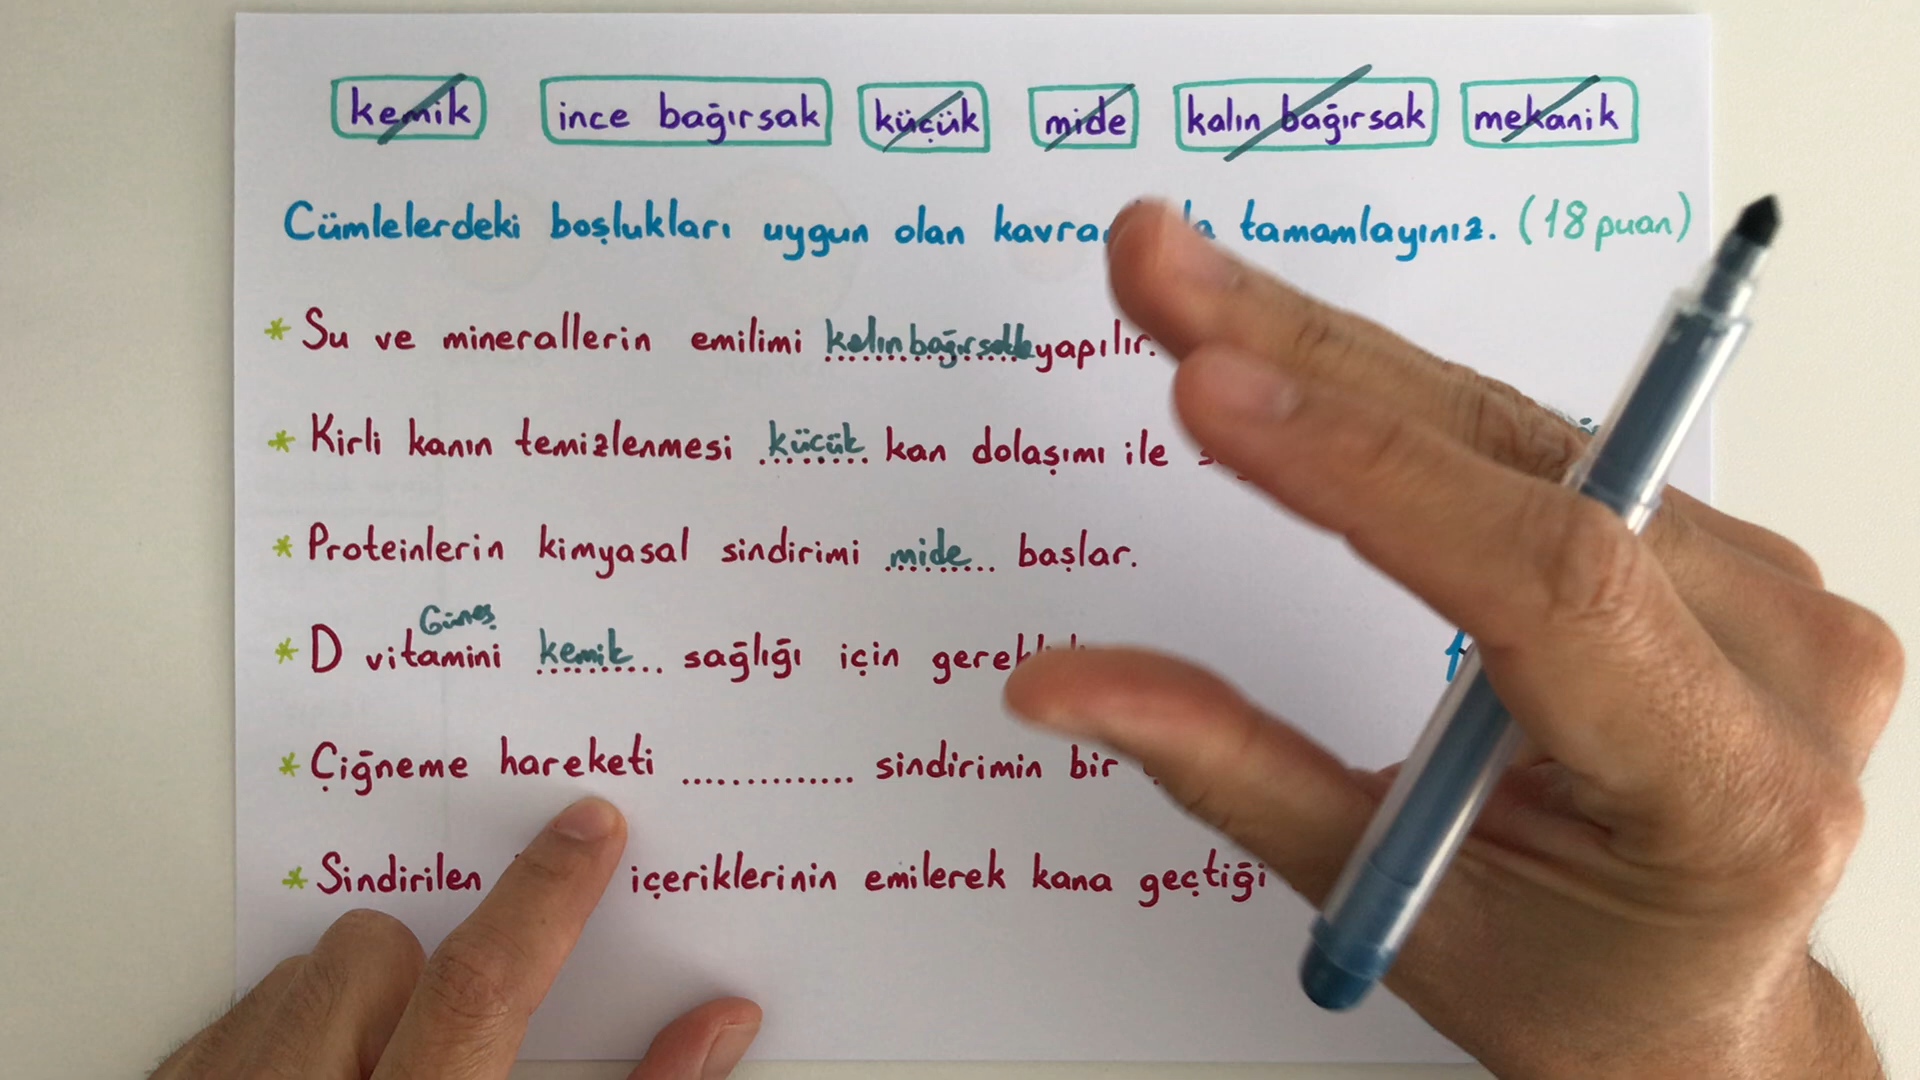 kemik ince bağırsak küçük mide kalın bağırsak mekanik
Cümlelerdeki boşlukları uygun olan tamamlayınız. (18 puan)
* Su ve minerallerin emilimi kalın bağırsakta yapılır.
* Kirli kanın temizlenmesi küçük kan dolaşımı ile
* Proteinlerin kimyasal sindirimi mide başlar.
Güneş
* D vitamini kemik sağlığı için
* Çiğneme hareketi .............. sindirimin bir
* Sindirilen içeriklerinin emilerek kana geçtiği